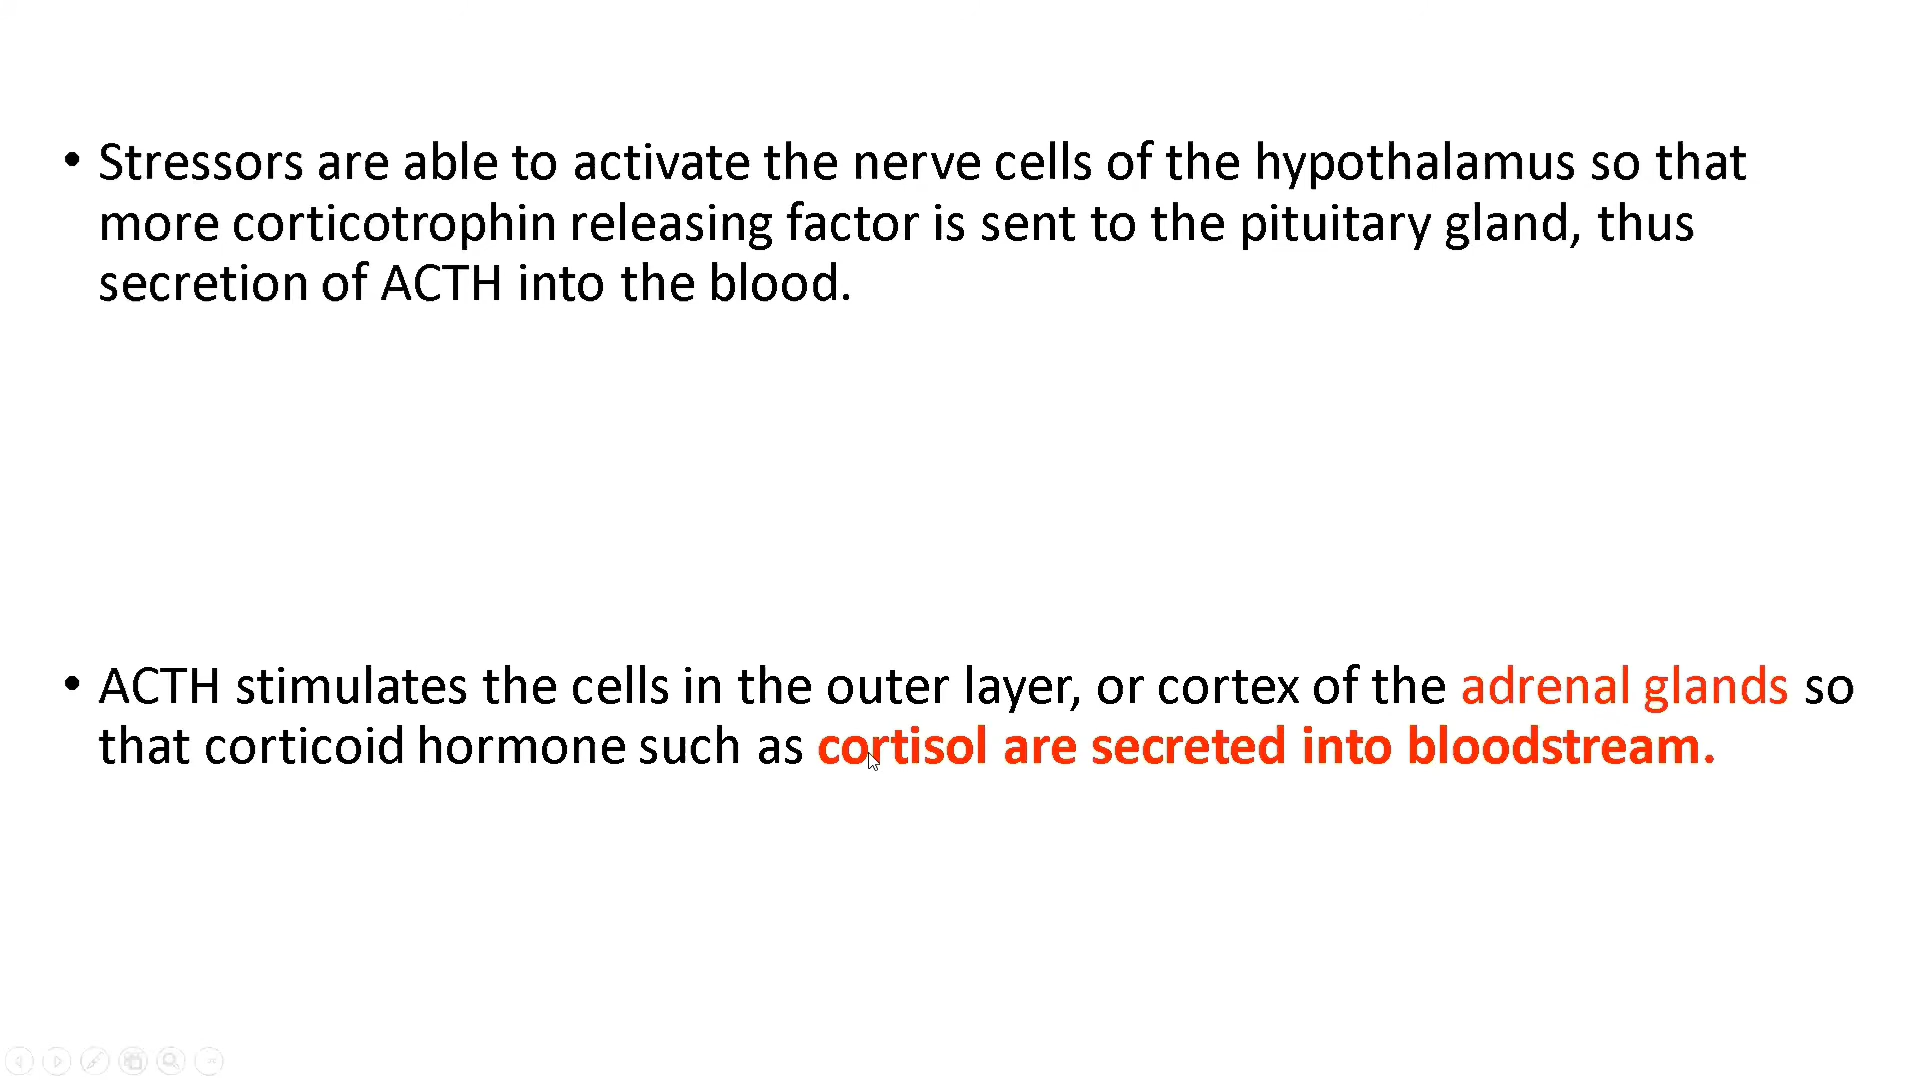 • Stressors are able to activate the nerve cells of the hypothalamus so that
more corticotrophin releasing factor is sent to the pituitary gland, thus
secretion of ACTH into the blood.
• ACTH stimulates the cells in the outer layer, or cortex of the adrenal glands so
that corticoid hormone such as cortisol are secreted into bloodstream.